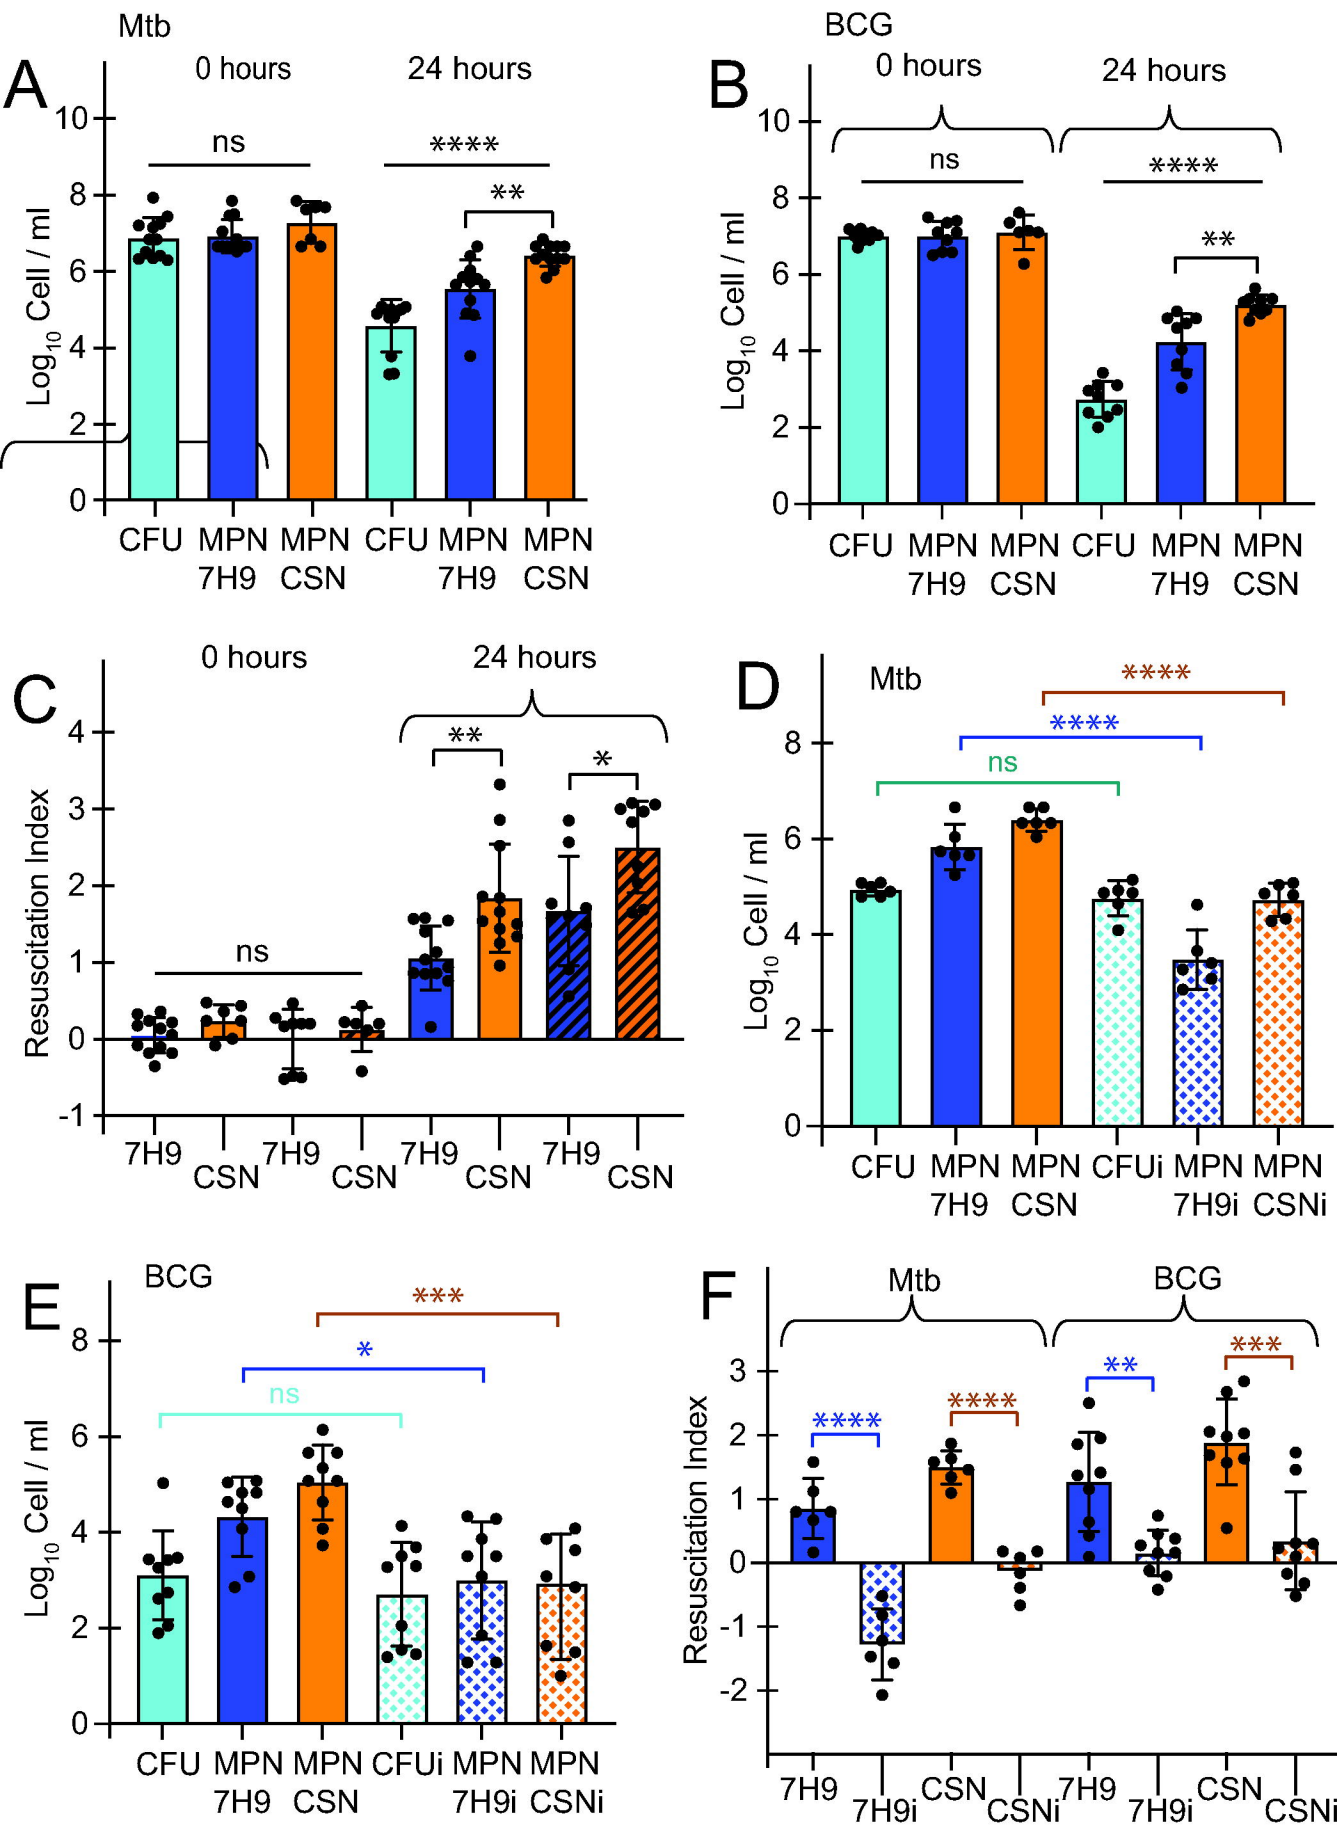 Mtb
A
0 hours
24 hours
ns
****
**
10
8
6
4
2
0
Log10 Cell / ml
CFU MPN MPN CFU MPN MPN
7H9 CSN 7H9 CSN
BCG
B
0 hours
24 hours
ns
****
**
10
8
6
4
2
0
Log10 Cell / ml
CFU MPN MPN CFU MPN MPN
7H9 CSN 7H9 CSN
C
0 hours
24 hours
**
*
ns
4
3
2
1
0
-1
Resuscitation Index
7H9 7H9 7H9 7H9
CSN CSN CSN CSN
D
Mtb
****
****
ns
8
6
4
2
0
Log10 Cell / ml
CFU MPN MPN CFUi MPN MPN
7H9 CSN 7H9i CSNi
E
BCG
***
*
ns
8
6
4
2
0
Log10 Cell / ml
CFU MPN MPN CFUi MPN MPN
7H9 CSN 7H9i CSNi
F
Mtb
BCG
****
****
**
***
3
2
1
0
-1
-2
Resuscitation Index
7H9 CSN 7H9 CSN
7H9i CSNi 7H9i CSNi